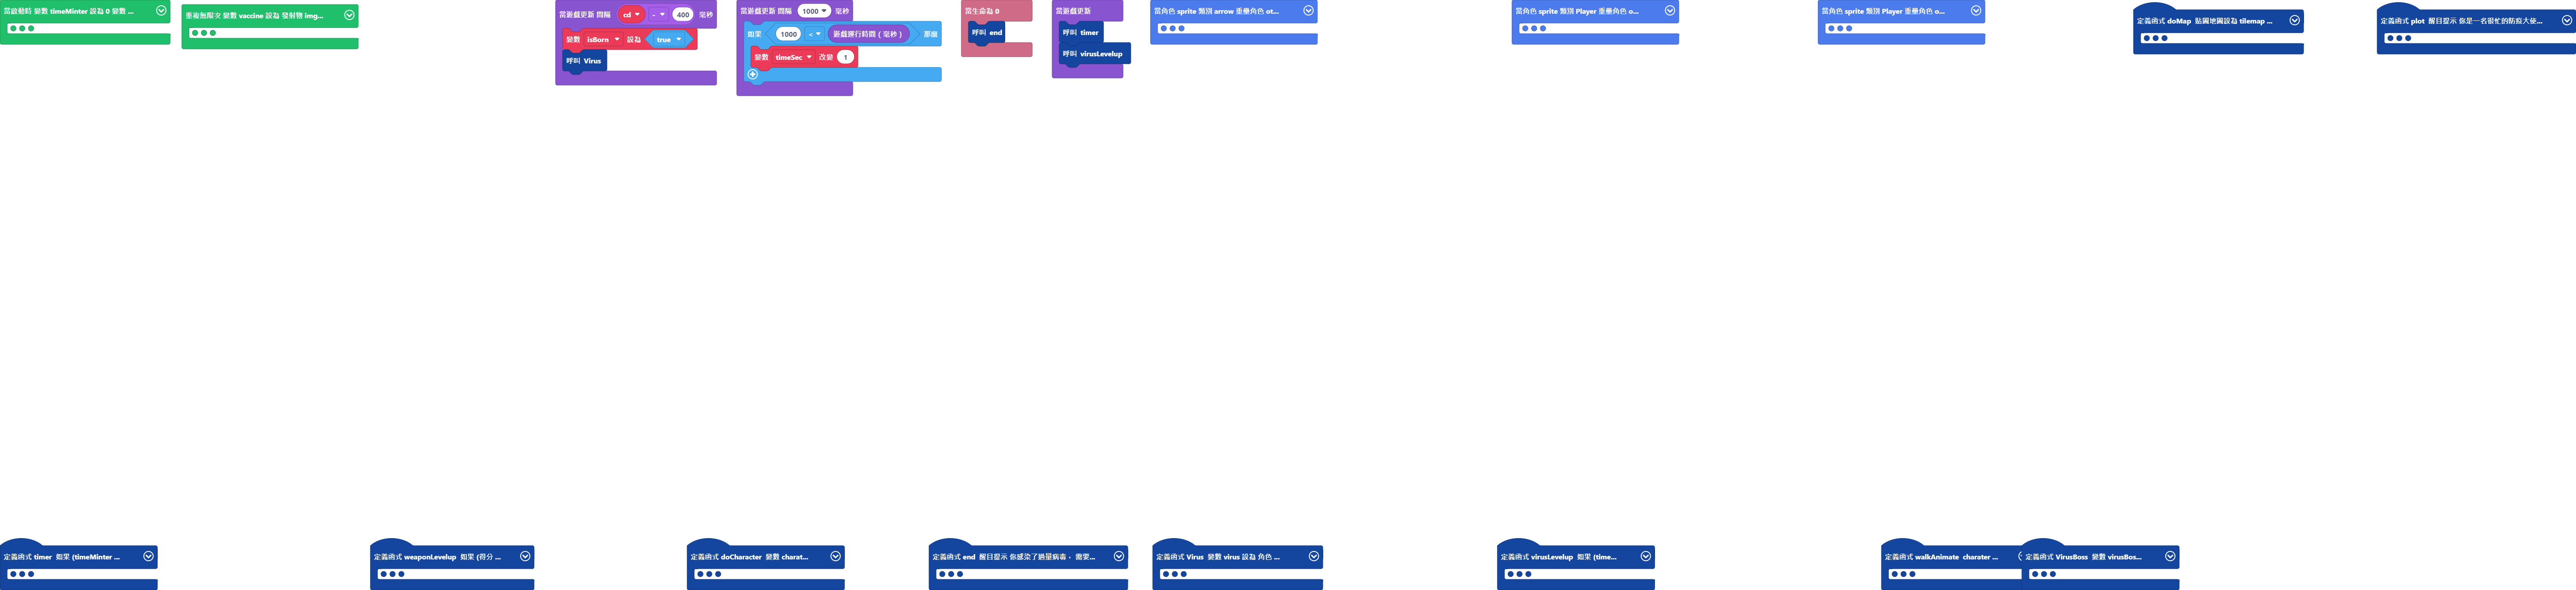 當啟動時 變數 timeMinter 設為 0 變數 ...
重複無限次 變數 vaccine 設為 發射物 img...
當遊戲更新 間隔 cd - 400 毫秒
變數 isBorn 設為 true
呼叫 Virus
當遊戲更新 間隔 1000 毫秒
如果 1000 < 遊戲運行時間 ( 毫秒 ) 那麼
變數 timeSec 改變 1
當生命為 0
呼叫 end
當遊戲更新
呼叫 timer
呼叫 virusLevelup
當角色 sprite 類別 arrow 重疊角色 ot...
當角色 sprite 類別 Player 重疊角色 o...
當角色 sprite 類別 Player 重疊角色 o...
定義函式 doMap 貼圖地圖設為 tilemap ...
定義函式 plot 醒目提示 你是一名很忙的防疫大使...
定義函式 timer 如果 (timeMinter ...
定義函式 weaponLevelup 如果 (得分 ...
定義函式 doCharacter 變數 charat...
定義函式 end 醒目提示 你感染了過量病毒， 需要...
定義函式 Virus 變數 virus 設為 角色 ...
定義函式 virusLevelup 如果 (time...
定義函式 walkAnimate charater ...
定義函式 VirusBoss 變數 virusBos...